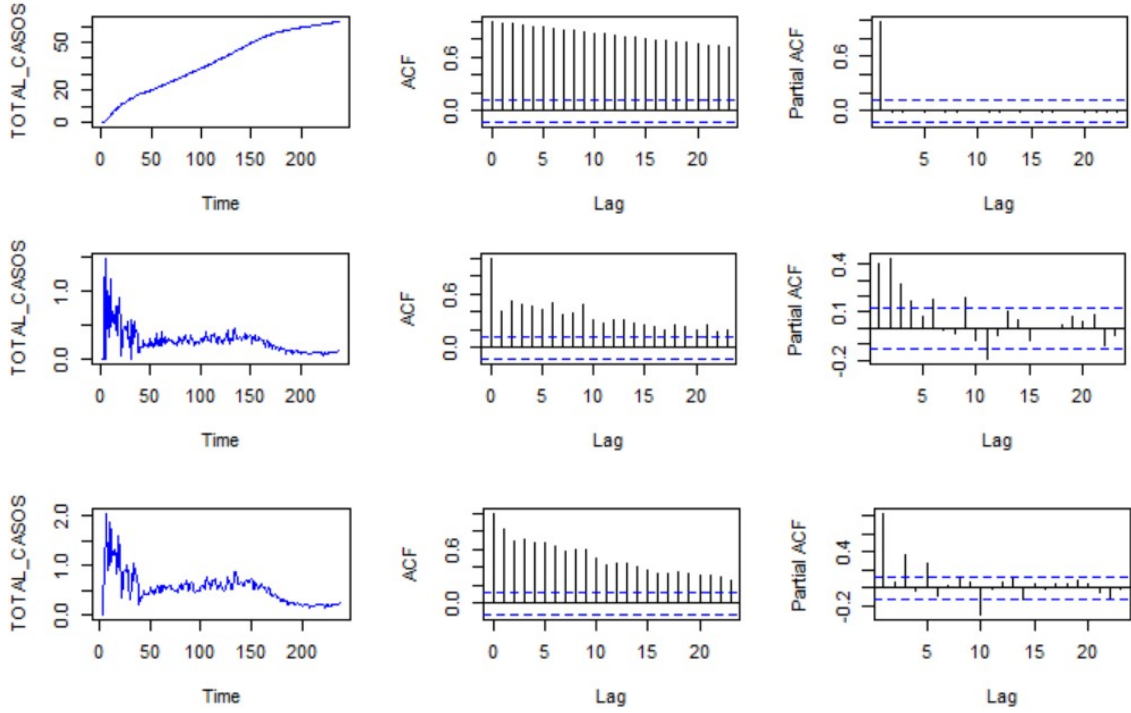 TOTAL_CASOS
0 20 50
0 50 100 150 200
Time
ACF
0.0 0.6
0 5 10 15 20
Lag
Partial ACF
0.0 0.6
5 10 15 20
Lag
TOTAL_CASOS
0.0 1.0
0 50 100 150 200
Time
ACF
0.0 0.6
0 5 10 15 20
Lag
Partial ACF
-0.2 0.1 0.4
5 10 15 20
Lag
TOTAL_CASOS
0.0 1.0 2.0
0 50 100 150 200
Time
ACF
0.0 0.6
0 5 10 15 20
Lag
Partial ACF
-0.2 0.4
5 10 15 20
Lag